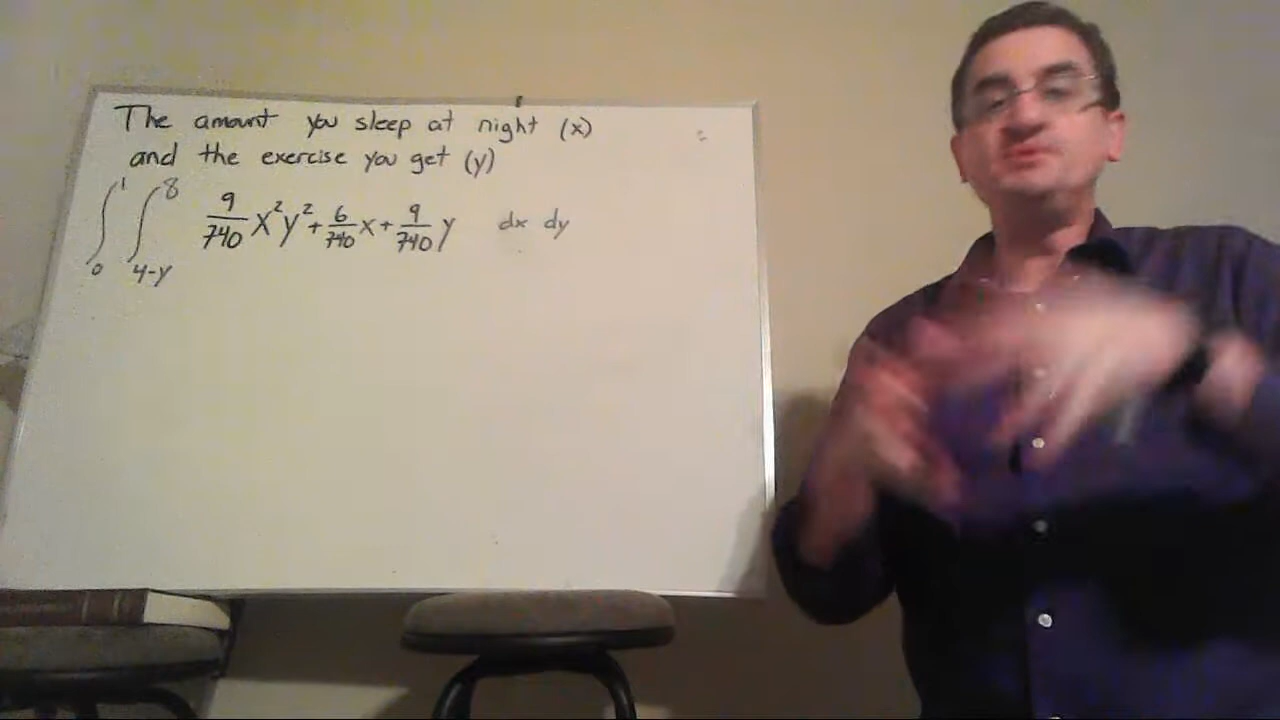 The amount you sleep at night (x)
and the exercise you get (y)
∫₀¹ ∫₄₋y⁸ 9/740 x²y² + 6/740 x + 9/740 y dx dy